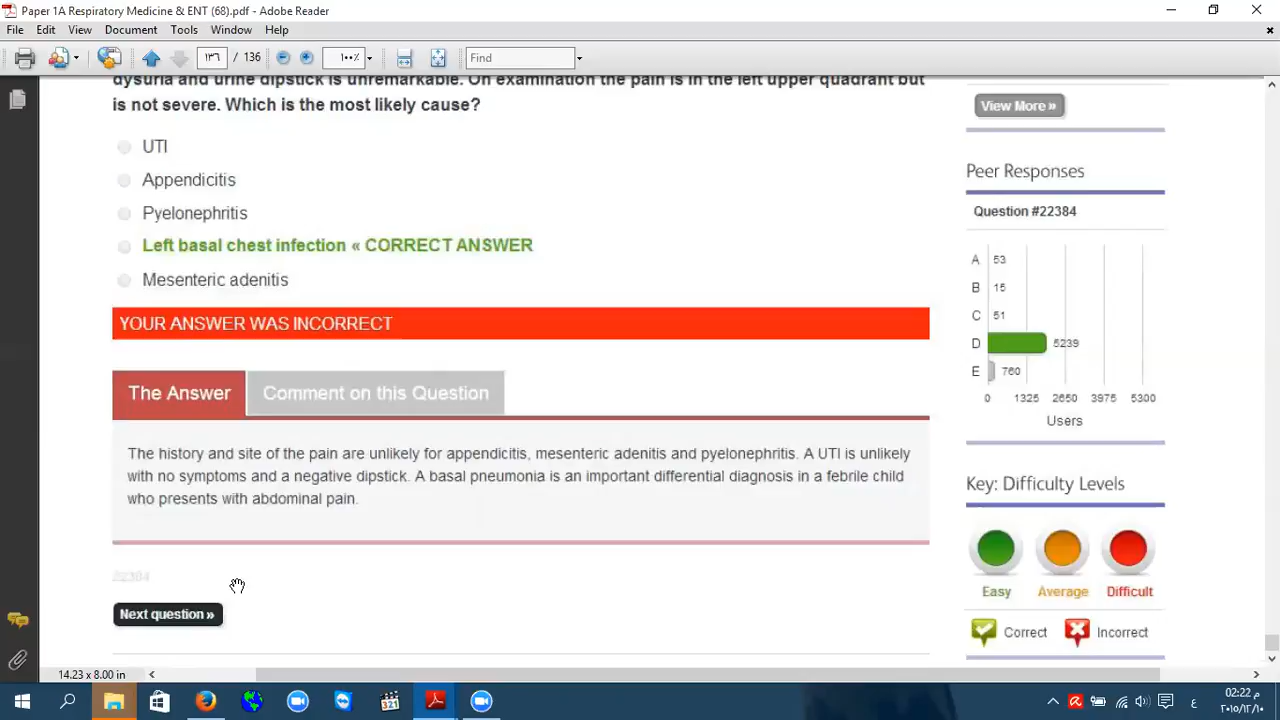 Paper 1A Respiratory Medicine & ENT (68).pdf - Adobe Reader
File Edit View Document Tools Window Help
١٣٦ / 136 ١٠٠٪ Find
dysuria and urine dipstick is unremarkable. On examination the pain is in the left upper quadrant but
is not severe. Which is the most likely cause?
UTI
Appendicitis
Pyelonephritis
Left basal chest infection « CORRECT ANSWER
Mesenteric adenitis
YOUR ANSWER WAS INCORRECT
The Answer Comment on this Question
The history and site of the pain are unlikely for appendicitis, mesenteric adenitis and pyelonephritis. A UTI is unlikely
with no symptoms and a negative dipstick. A basal pneumonia is an important differential diagnosis in a febrile child
who presents with abdominal pain.
22384
Next question »
View More »
Peer Responses
Question #22384
A 53
B 15
C 51
D 5239
E 760
0 1325 2650 3975 5300
Users
Key: Difficulty Levels
Easy Average Difficult
Correct Incorrect
14.23 x 8.00 in
321
ع
02:22 م